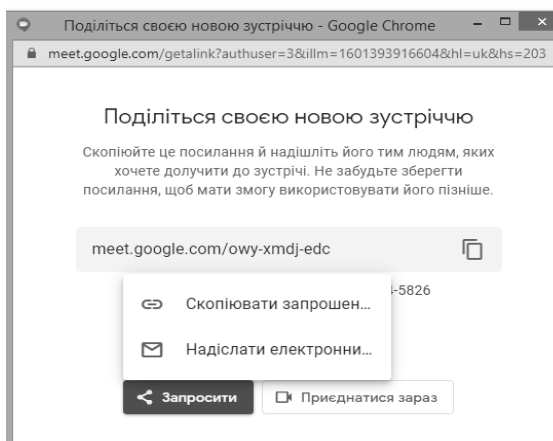 Поділіться своєю новою зустріччю - Google Chrome
meet.google.com/getalink?authuser=3&illm=1601393916604&hl=uk&hs=203
Поділіться своєю новою зустріччю
Скопіюйте це посилання й надішліть його тим людям, яких
хочете долучити до зустрічі. Не забудьте зберегти
посилання, щоб мати змогу використовувати його пізніше.
meet.google.com/owy-xmdj-edc
-5826
Скопіювати запрошен...
Надіслати електронни...
Запросити
Приєднатися зараз